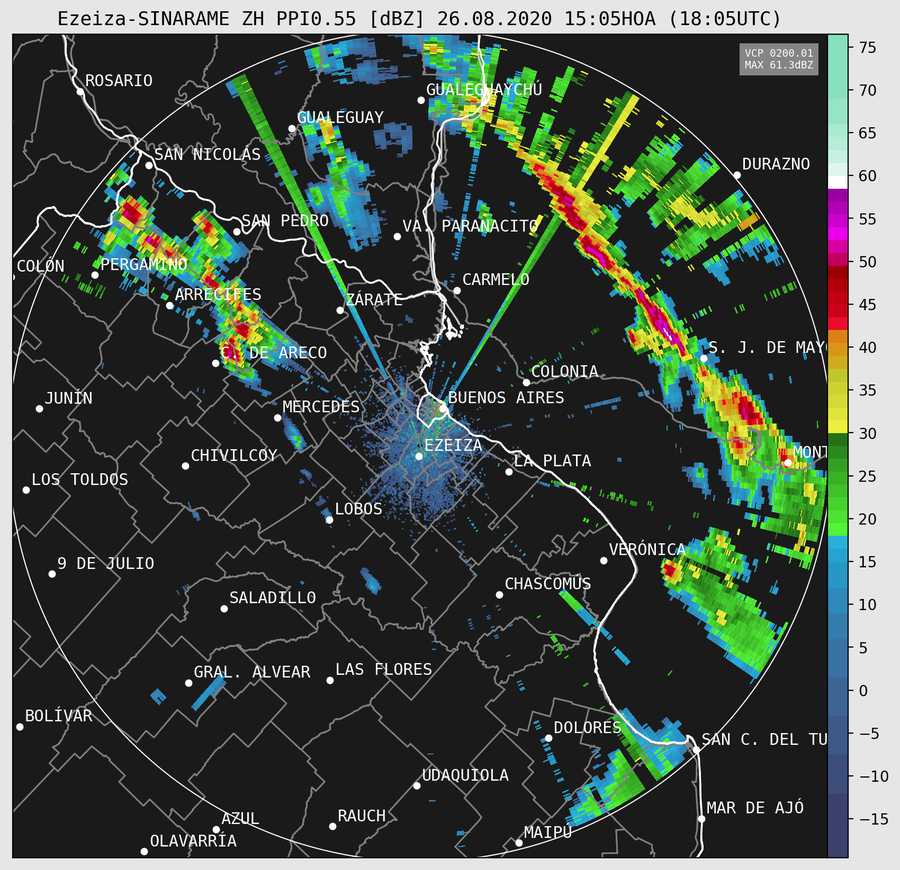 Ezeiza-SINARAME ZH PPI0.55 [dBZ] 26.08.2020 15:05HOA (18:05UTC)
VCP 0200.01
MAX 61.3dBZ
ROSARIO
GUALEGUAYCHÚ
GUALEGUAY
SAN NICOLÁS
DURAZNO
SAN PEDRO
VA. PARANACITO
COLÓN
PERGAMINO
CARMELO
ARRECIFES
ZÁRATE
S. J. DE MAY
DE ARECO
COLONIA
JUNÍN
MERCEDES
BUENOS AIRES
EZEIZA
MONT
CHIVILCOY
LA PLATA
LOS TOLDOS
LOBOS
VERÓNICA
9 DE JULIO
CHASCOMÚS
SALADILLO
GRAL. ALVEAR
LAS FLORES
BOLÍVAR
DOLORES
SAN C. DEL TU
UDAQUIOLA
MAR DE AJÓ
AZUL
RAUCH
MAIPÚ
OLAVARRÍA
75
70
65
60
55
50
45
40
35
30
25
20
15
10
5
0
−5
−10
−15